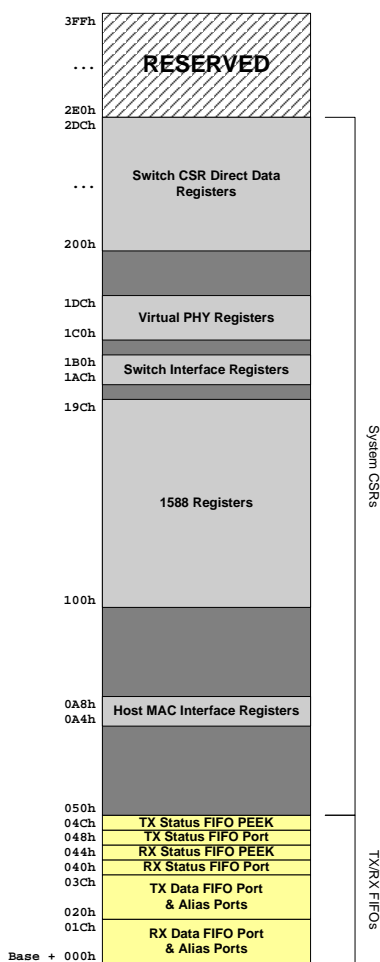 3FFh
...
RESERVED
2E0h
2DCh
...
Switch CSR Direct Data
Registers
200h
1DCh
Virtual PHY Registers
1C0h
1B0h
Switch Interface Registers
1ACh
19Ch
1588 Registers
100h
0A8h
Host MAC Interface Registers
0A4h
050h
04Ch
TX Status FIFO PEEK
048h
TX Status FIFO Port
044h
RX Status FIFO PEEK
040h
RX Status FIFO Port
03Ch
TX Data FIFO Port
& Alias Ports
020h
01Ch
RX Data FIFO Port
& Alias Ports
Base + 000h
System CSRs
TX/RX FIFOs